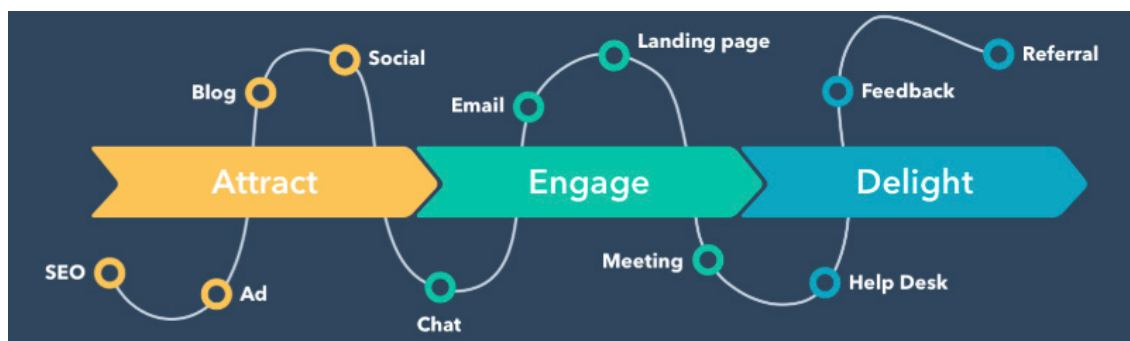 Landing page
Social
Referral
Blog
Email
Feedback
Attract
Engage
Delight
SEO
Meeting
Ad
Help Desk
Chat